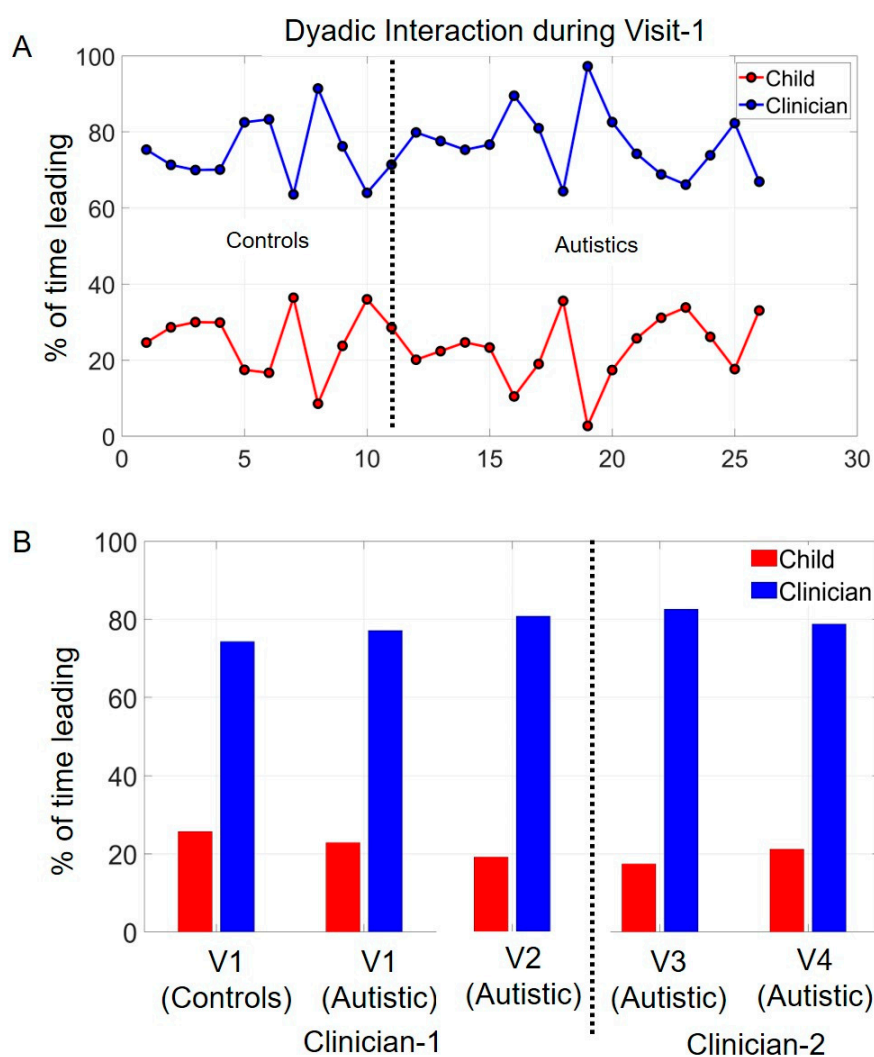 A
Dyadic Interaction during Visit-1
% of time leading
100
80
60
40
20
0
Child
Clinician
Controls
Autistics
0 5 10 15 20 25 30
B
% of time leading
100
80
60
40
20
0
Child
Clinician
V1 V1 V2 V3 V4
(Controls) (Autistic) (Autistic) (Autistic) (Autistic)
Clinician-1 Clinician-2